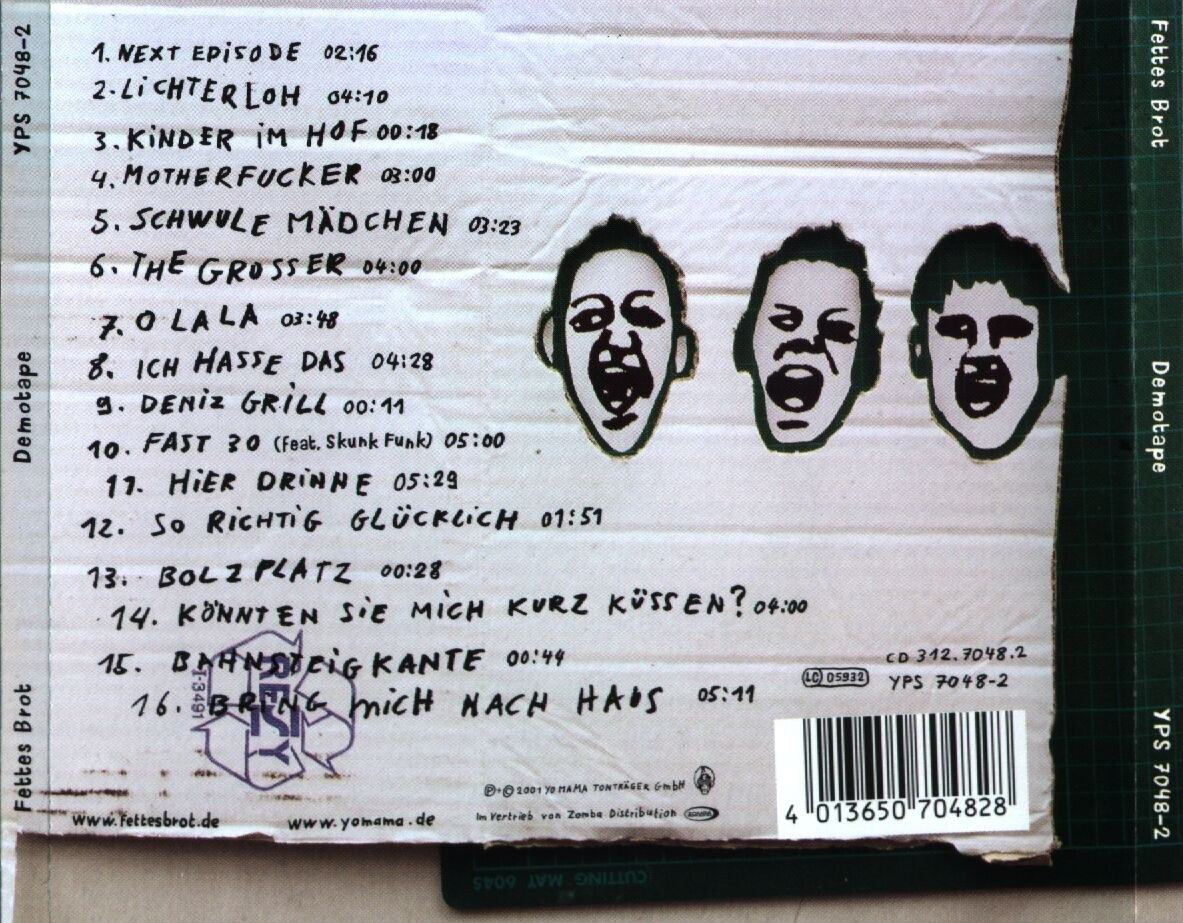 YPS 7048-2
Demotape
Fettes Brot
1. NEXT EPiSODE 02:16
2. LiCHTERLOH 04:10
3. KiNDER iM HOF 00:18
4. MOTHERFUCKER 03:00
5. SCHWULE MÄDCHEN 03:23
6. THE GROSSER 04:00
7. O LALA 03:48
8. ICH HASSE DAS 04:28
9. DENiZ GRiLL 00:11
10. FAST 30 (feat. Skunk Funk) 05:00
11. HiER DRiNNE 05:29
12. SO RiCHTiG GLÜCKLiCH 01:51
13. BOLZPLATZ 00:28
14. KÖNNTEN SiE MiCH KURZ KÜSSEN? 04:00
15. BAHNSTEiGKANTE 00:44
16. BRiNG MiCH NACH HAUS 05:11
RESY
I-3491
CD 312.7048.2
LC 05932 YPS 7048-2
℗+© 2001 YO MAMA TONTRÄGER GmbH
www.fettesbrot.de www.yomama.de Im Vertrieb von Zomba Distribution
4 013650 704828
CUTTING MAT 6045
Fettes Brot
Demotape
YPS 7048-2